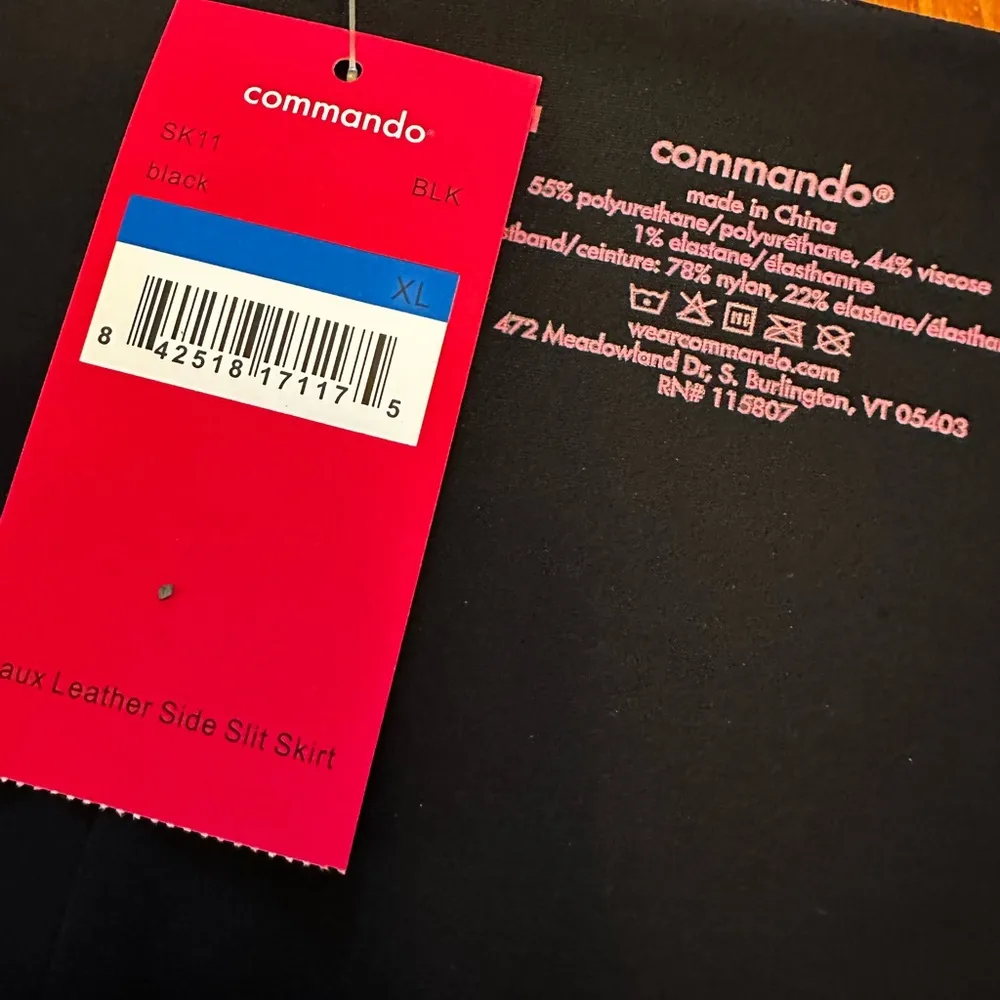 commando
SK11
black BLK
XL
8 42518 17117 5
aux Leather Side Slit Skirt
commando®
made in China
55% polyurethane/polyuréthane, 44% viscose
1% elastane/élasthanne
stband/ceinture: 78% nylon, 22% elastane/élastha
wearcommando.com
472 Meadowland Dr, S. Burlington, VT 05403
RN# 115807